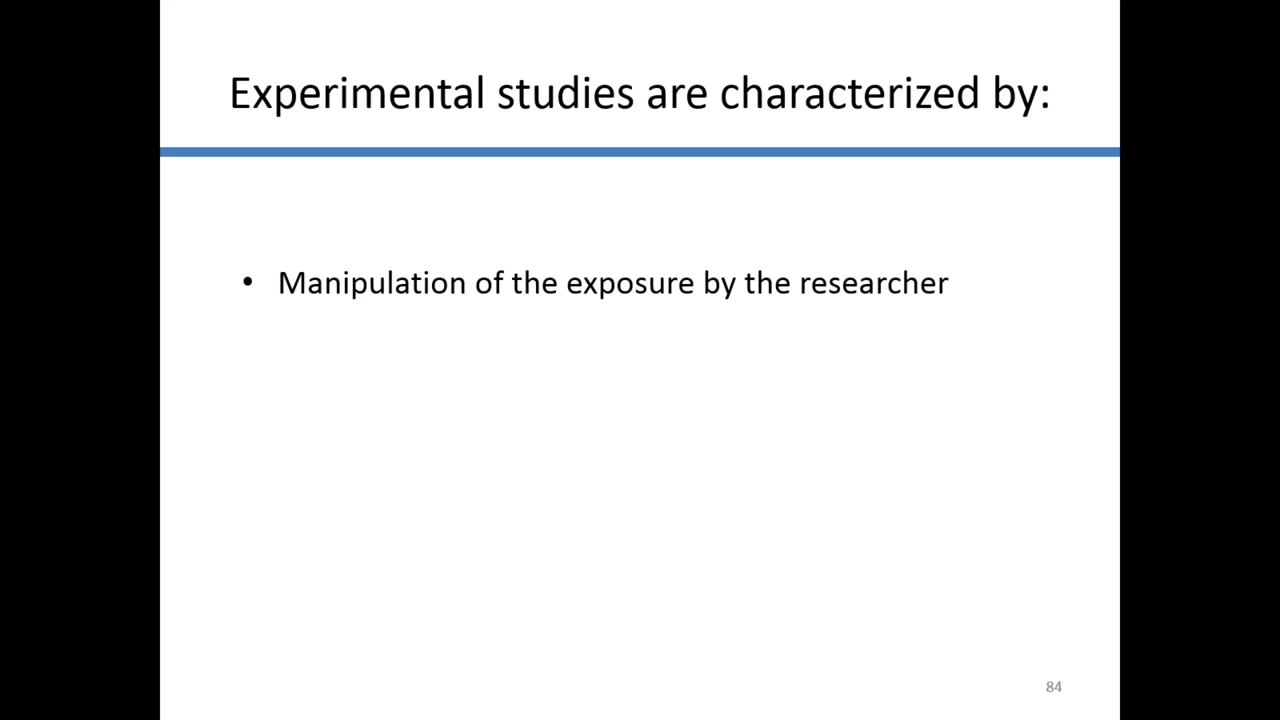 Experimental studies are characterized by:
• Manipulation of the exposure by the researcher
84